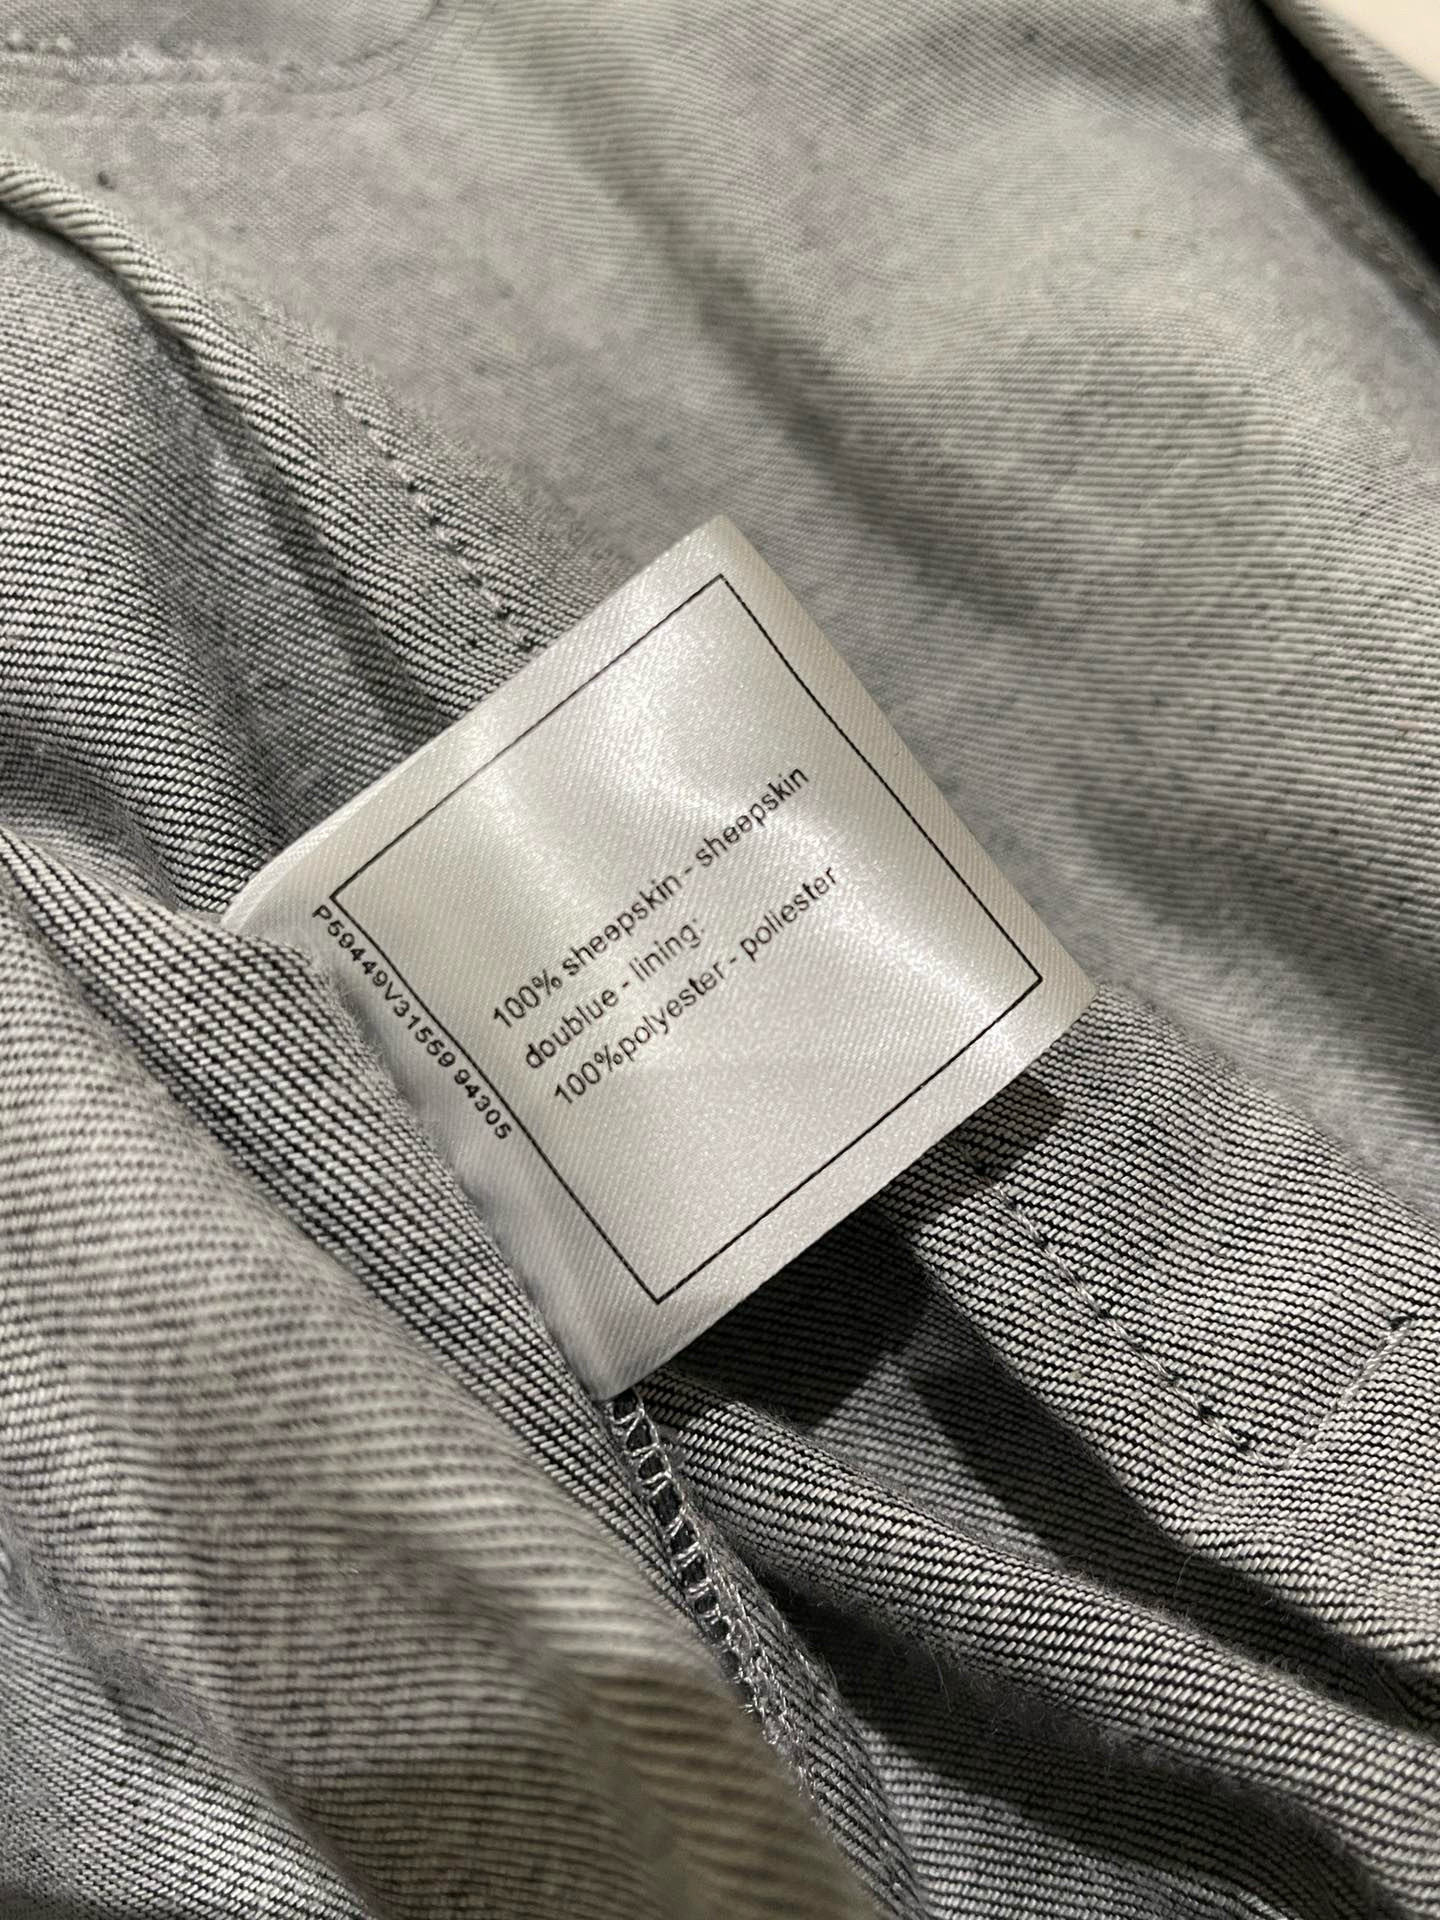 100% sheepskin - sheepskin
doublue - lining:
100%polyester - poliester
P59449V31559 94305